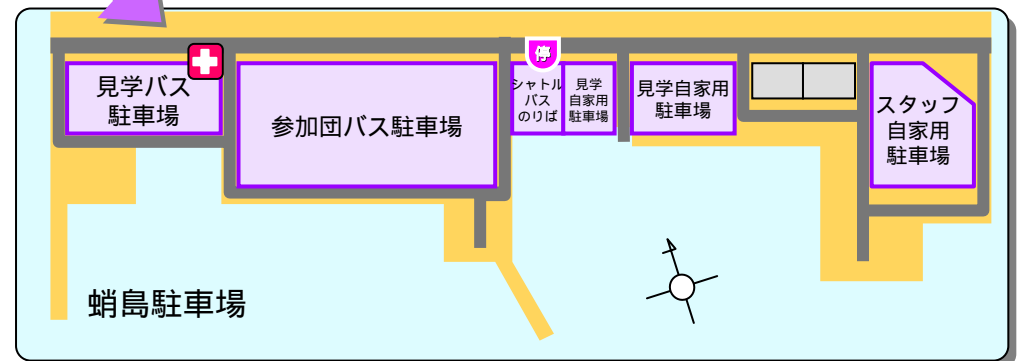 停
見学バス
駐車場
参加団バス駐車場
シャトル
バス
のりば
見学
自家用
駐車場
見学自家用
駐車場
スタッフ
自家用
駐車場
蛸島駐車場